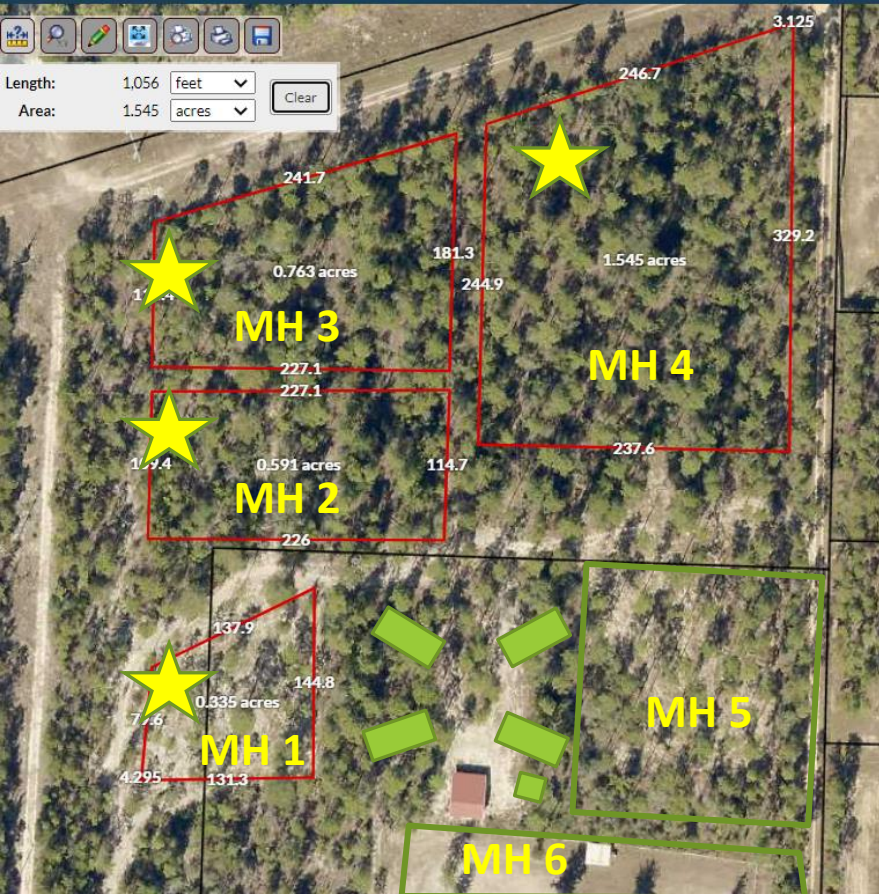 Length: 1,056 feet
Area: 1.545 acres
Clear
3.125
246.7
241.7
329.2
181.3
0.763 acres
1.545 acres
244.9
MH 3
MH 4
227.1
227.1
237.6
0.591 acres
114.7
MH 2
226
137.9
144.8
0.335 acres
MH 5
MH 1
4.295
131.3
MH 6